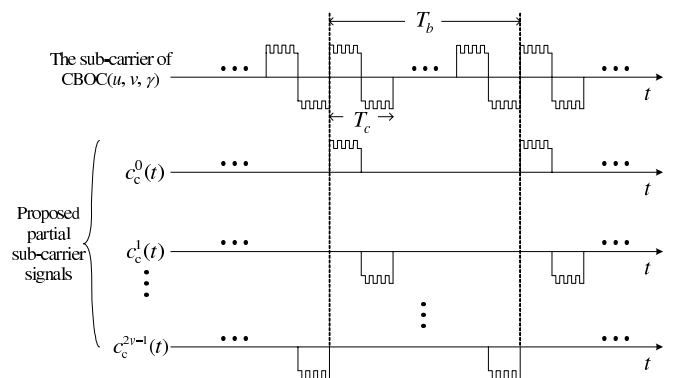 T_b
The sub-carrier of
CBOC(u, v, γ)
• • •
• • •
• • •
t
T_c
c_c^0(t)
• • •
• • •
t
Proposed
partial
sub-carrier
signals
c_c^1(t)
• • •
• • •
t
c_c^{2v−1}(t)
• • •
• • •
t